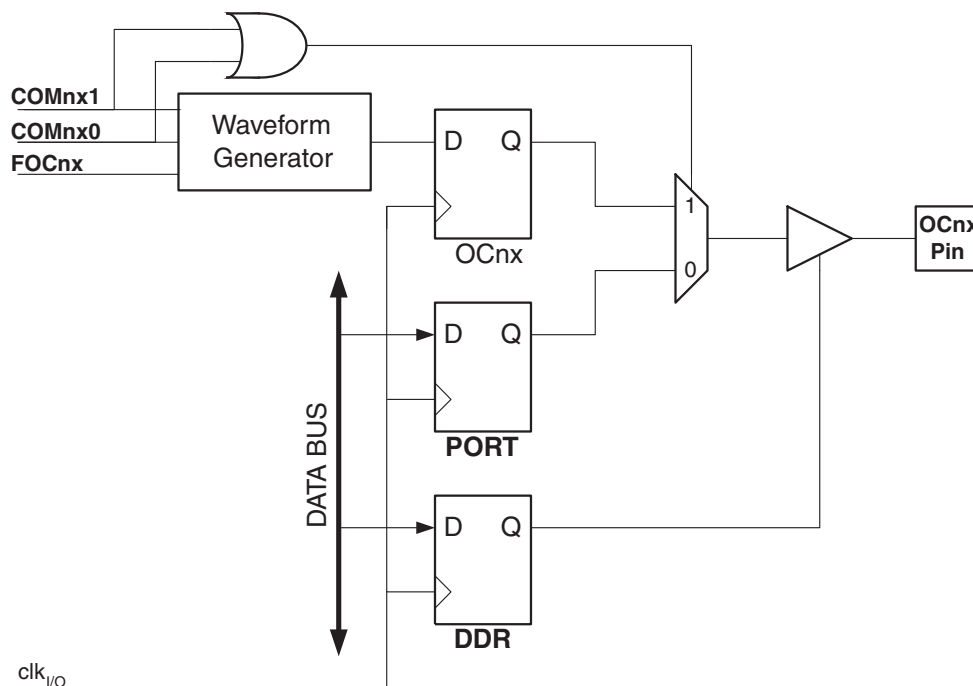 COMnx1
COMnx0
FOCnx
Waveform
Generator
D Q
OCnx
1
0
OCnx
Pin
D Q
PORT
DATA BUS
D Q
DDR
clkI/O